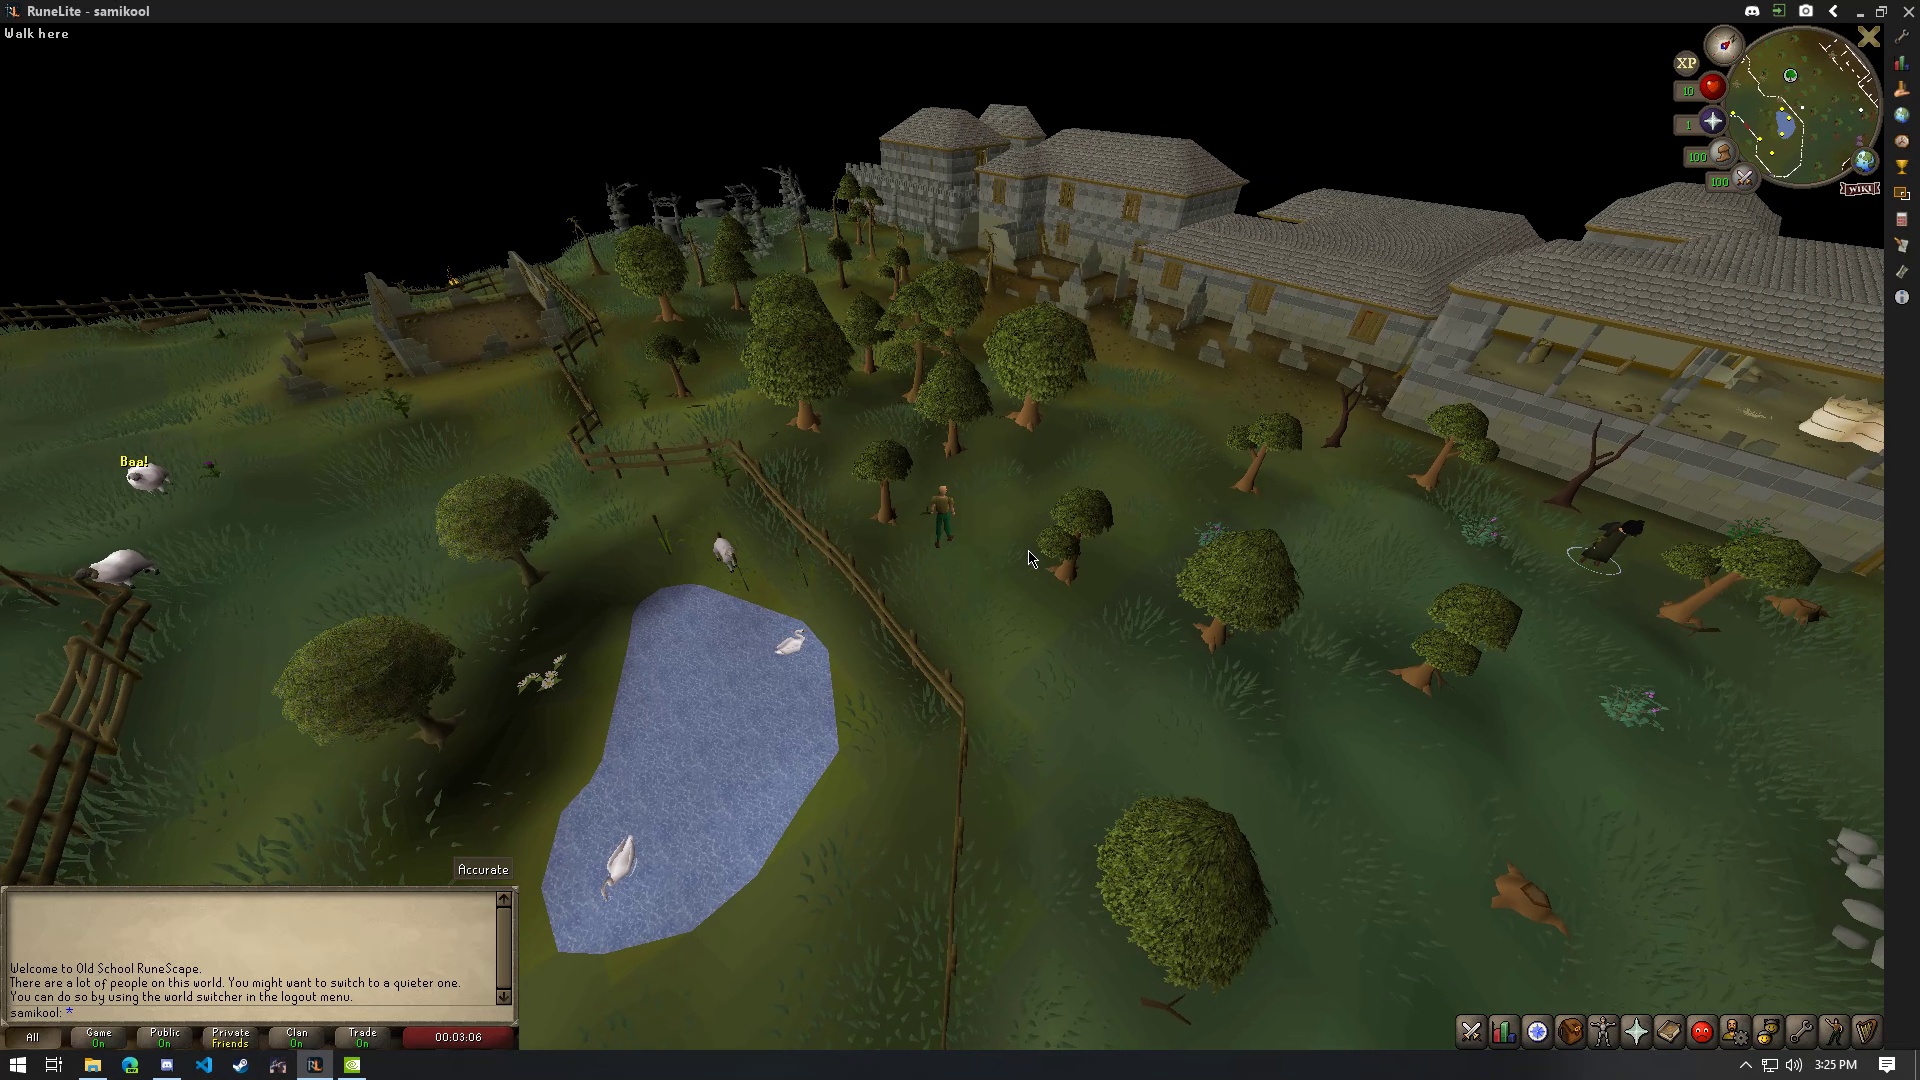 RuneLite - samikool
Walk here
XP
10
1
100
100
WIKI
Baa!
Accurate
Welcome to Old School RuneScape.
There are a lot of people on this world. You might want to switch to a quieter one.
You can do so by using the world switcher in the logout menu.
samikool: *
All
Game
On
Public
On
Private
Friends
Clan
On
Trade
On
00:03:06
3:25 PM